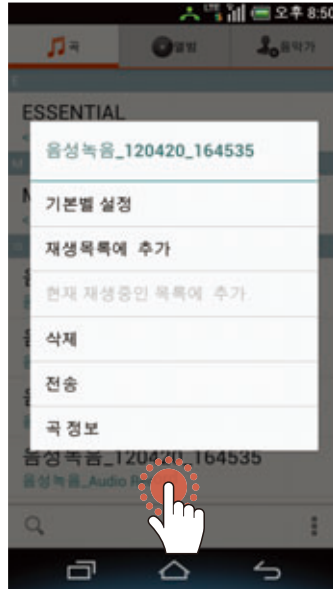 LTE 오후 8:50
곡 앨범 음악가
E
ESSENTIAL
M
음성녹음_120420_164535
기본벨 설정
재생목록에 추가
현재 재생중인 목록에 추가
삭제
전송
곡 정보
음성녹음_120420_164535
음성녹음_Audio R